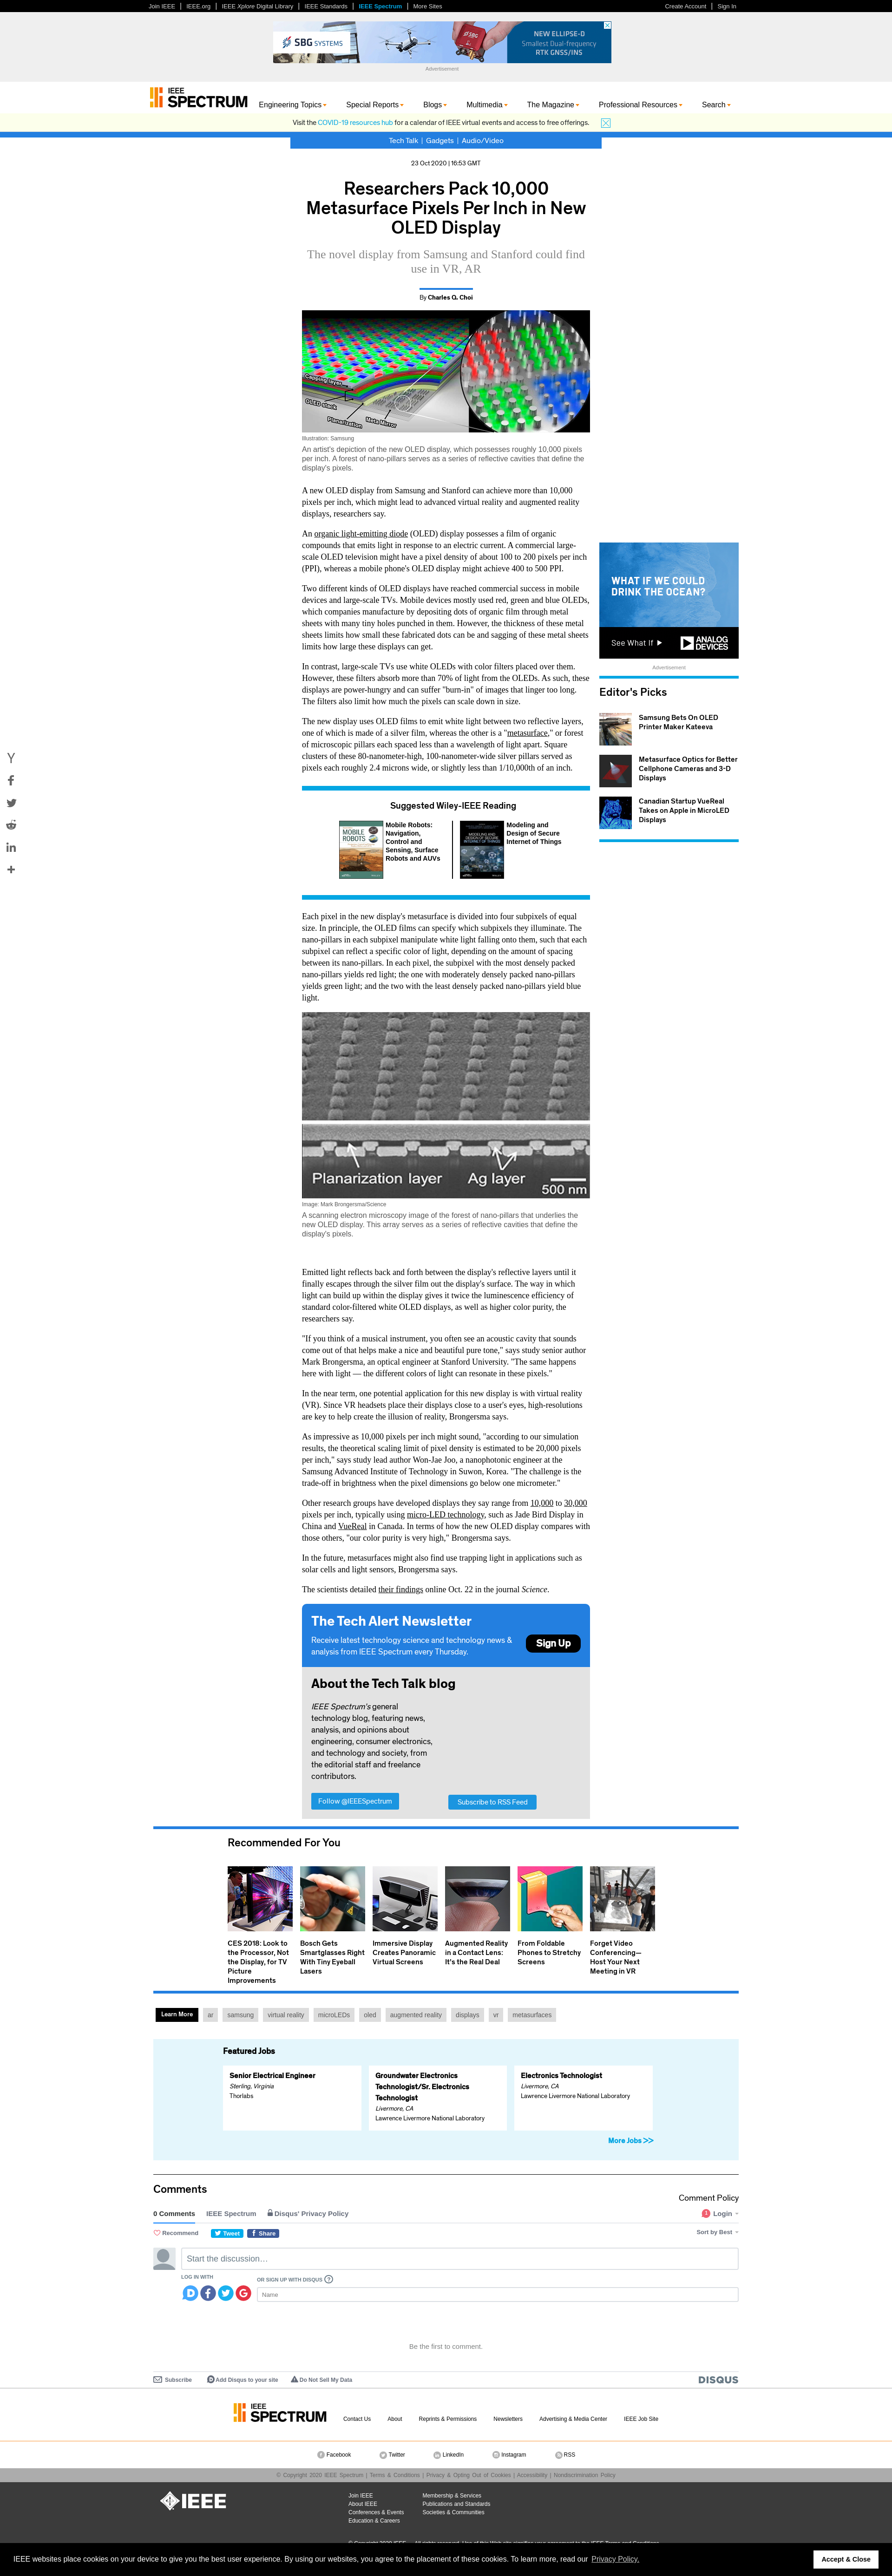 Join IEEE | IEEE.org | IEEE Xplore Digital Library | IEEE Standards | IEEE Spectrum | More Sites
Create Account | Sign In
SBG SYSTEMS
NEW ELLIPSE-D
Smallest Dual-frequency
RTK GNSS/INS
Advertisement
IEEE
SPECTRUM
Engineering Topics
Special Reports
Blogs
Multimedia
The Magazine
Professional Resources
Search
Visit the COVID-19 resources hub for a calendar of IEEE virtual events and access to free offerings.
Tech Talk | Gadgets | Audio/Video
23 Oct 2020 | 16:53 GMT
Researchers Pack 10,000
Metasurface Pixels Per Inch in New
OLED Display
The novel display from Samsung and Stanford could find
use in VR, AR
By Charles Q. Choi
Capping layer
OLED stack
Planarization
Meta Mirror
Illustration: Samsung
An artist's depiction of the new OLED display, which possesses roughly 10,000 pixels
per inch. A forest of nano-pillars serves as a series of reflective cavities that define the
display's pixels.
A new OLED display from Samsung and Stanford can achieve more than 10,000
pixels per inch, which might lead to advanced virtual reality and augmented reality
displays, researchers say.
An organic light-emitting diode (OLED) display possesses a film of organic
compounds that emits light in response to an electric current. A commercial large-
scale OLED television might have a pixel density of about 100 to 200 pixels per inch
(PPI), whereas a mobile phone's OLED display might achieve 400 to 500 PPI.
Two different kinds of OLED displays have reached commercial success in mobile
devices and large-scale TVs. Mobile devices mostly used red, green and blue OLEDs,
which companies manufacture by depositing dots of organic film through metal
sheets with many tiny holes punched in them. However, the thickness of these metal
sheets limits how small these fabricated dots can be and sagging of these metal sheets
limits how large these displays can get.
In contrast, large-scale TVs use white OLEDs with color filters placed over them.
However, these filters absorb more than 70% of light from the OLEDs. As such, these
displays are power-hungry and can suffer "burn-in" of images that linger too long.
The filters also limit how much the pixels can scale down in size.
The new display uses OLED films to emit white light between two reflective layers,
one of which is made of a silver film, whereas the other is a "metasurface," or forest
of microscopic pillars each spaced less than a wavelength of light apart. Square
clusters of these 80-nanometer-high, 100-nanometer-wide silver pillars served as
pixels each roughly 2.4 microns wide, or slightly less than 1/10,000th of an inch.
WHAT IF WE COULD
DRINK THE OCEAN?
See What If
ANALOG
DEVICES
Advertisement
Editor's Picks
Samsung Bets On OLED
Printer Maker Kateeva
Metasurface Optics for Better
Cellphone Cameras and 3-D
Displays
Canadian Startup VueReal
Takes on Apple in MicroLED
Displays
Suggested Wiley-IEEE Reading
MOBILE
ROBOTS
Mobile Robots:
Navigation,
Control and
Sensing, Surface
Robots and AUVs
Modeling and
Design of Secure
Internet of Things
Each pixel in the new display's metasurface is divided into four subpixels of equal
size. In principle, the OLED films can specify which subpixels they illuminate. The
nano-pillars in each subpixel manipulate white light falling onto them, such that each
subpixel can reflect a specific color of light, depending on the amount of spacing
between its nano-pillars. In each pixel, the subpixel with the most densely packed
nano-pillars yields red light; the one with moderately densely packed nano-pillars
yields green light; and the two with the least densely packed nano-pillars yield blue
light.
Planarization layer
Ag layer
500 nm
Image: Mark Brongersma/Science
A scanning electron microscopy image of the forest of nano-pillars that underlies the
new OLED display. This array serves as a series of reflective cavities that define the
display's pixels.
Emitted light reflects back and forth between the display's reflective layers until it
finally escapes through the silver film out the display's surface. The way in which
light can build up within the display gives it twice the luminescence efficiency of
standard color-filtered white OLED displays, as well as higher color purity, the
researchers say.
"If you think of a musical instrument, you often see an acoustic cavity that sounds
come out of that helps make a nice and beautiful pure tone," says study senior author
Mark Brongersma, an optical engineer at Stanford University. "The same happens
here with light — the different colors of light can resonate in these pixels."
In the near term, one potential application for this new display is with virtual reality
(VR). Since VR headsets place their displays close to a user's eyes, high-resolutions
are key to help create the illusion of reality, Brongersma says.
As impressive as 10,000 pixels per inch might sound, "according to our simulation
results, the theoretical scaling limit of pixel density is estimated to be 20,000 pixels
per inch," says study lead author Won-Jae Joo, a nanophotonic engineer at the
Samsung Advanced Institute of Technology in Suwon, Korea. "The challenge is the
trade-off in brightness when the pixel dimensions go below one micrometer."
Other research groups have developed displays they say range from 10,000 to 30,000
pixels per inch, typically using micro-LED technology, such as Jade Bird Display in
China and VueReal in Canada. In terms of how the new OLED display compares with
those others, "our color purity is very high," Brongersma says.
In the future, metasurfaces might also find use trapping light in applications such as
solar cells and light sensors, Brongersma says.
The scientists detailed their findings online Oct. 22 in the journal Science.
The Tech Alert Newsletter
Receive latest technology science and technology news &
analysis from IEEE Spectrum every Thursday.
Sign Up
About the Tech Talk blog
IEEE Spectrum's general
technology blog, featuring news,
analysis, and opinions about
engineering, consumer electronics,
and technology and society, from
the editorial staff and freelance
contributors.
Follow @IEEESpectrum
Subscribe to RSS Feed
Recommended For You
CES 2018: Look to
the Processor, Not
the Display, for TV
Picture
Improvements
Bosch Gets
Smartglasses Right
With Tiny Eyeball
Lasers
Immersive Display
Creates Panoramic
Virtual Screens
Augmented Reality
in a Contact Lens:
It's the Real Deal
From Foldable
Phones to Stretchy
Screens
Forget Video
Conferencing—
Host Your Next
Meeting in VR
Learn More
ar
samsung
virtual reality
microLEDs
oled
augmented reality
displays
vr
metasurfaces
Featured Jobs
Senior Electrical Engineer
Sterling, Virginia
Thorlabs
Groundwater Electronics
Technologist/Sr. Electronics
Technologist
Livermore, CA
Lawrence Livermore National Laboratory
Electronics Technologist
Livermore, CA
Lawrence Livermore National Laboratory
More Jobs >>
Comments
Comment Policy
0 Comments
IEEE Spectrum
Disqus' Privacy Policy
1 Login
Recommend
Tweet
Share
Sort by Best
Start the discussion…
LOG IN WITH
OR SIGN UP WITH DISQUS ?
Name
Be the first to comment.
Subscribe
Add Disqus to your site
Do Not Sell My Data
DISQUS
IEEE
SPECTRUM
Contact Us
About
Reprints & Permissions
Newsletters
Advertising & Media Center
IEEE Job Site
Facebook
Twitter
LinkedIn
Instagram
RSS
© Copyright 2020 IEEE Spectrum | Terms & Conditions | Privacy & Opting Out of Cookies | Accessibility | Nondiscrimination Policy
IEEE
Join IEEE
About IEEE
Conferences & Events
Education & Careers
Membership & Services
Publications and Standards
Societies & Communities
IEEE websites place cookies on your device to give you the best user experience. By using our websites, you agree to the placement of these cookies. To learn more, read our Privacy Policy.
Accept & Close